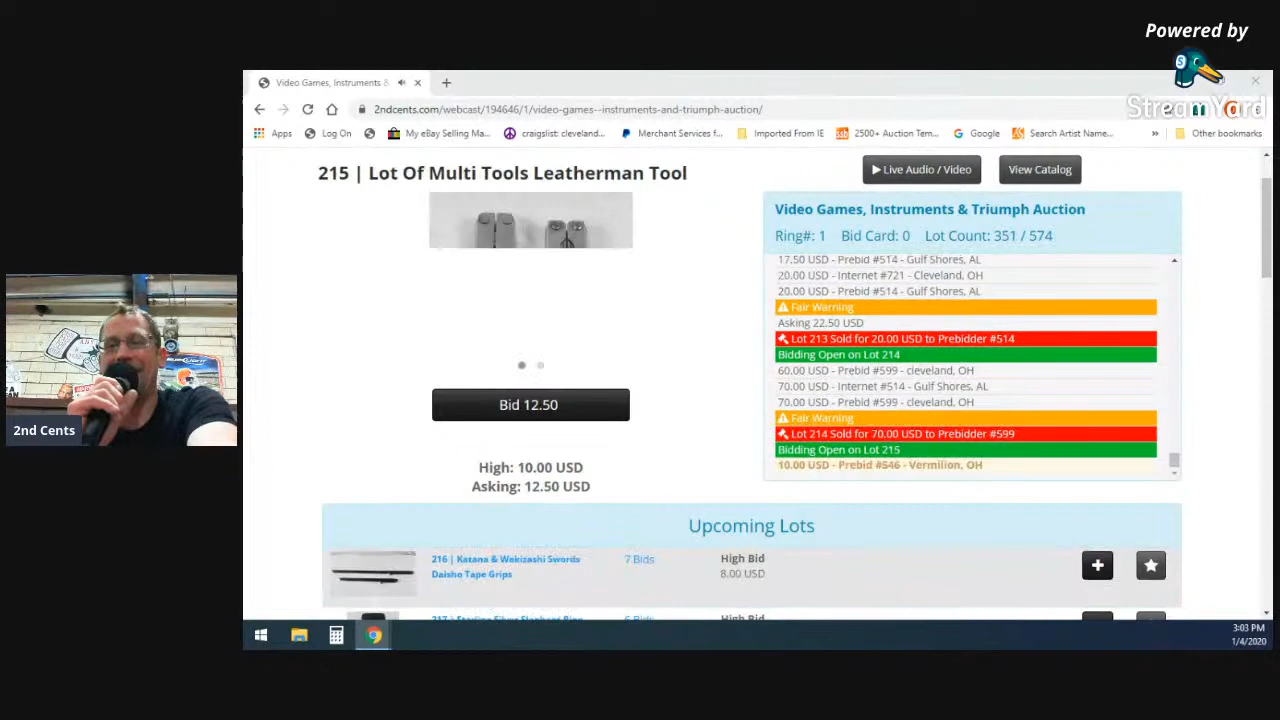 Powered by
StreamYard
Video Games, Instruments &
2ndcents.com/webcast/194646/1/video-games--instruments-and-triumph-auction/
Apps
Log On
My eBay Selling Ma...
craigslist: cleveland...
Merchant Services f...
Imported From IE
2500+ Auction Tem...
Google
Search Artist Name...
»
Other bookmarks
215 | Lot Of Multi Tools Leatherman Tool
Live Audio / Video
View Catalog
Video Games, Instruments & Triumph Auction
Ring#: 1 Bid Card: 0 Lot Count: 351 / 574
17.50 USD - Prebid #514 - Gulf Shores, AL
20.00 USD - Internet #721 - Cleveland, OH
20.00 USD - Prebid #514 - Gulf Shores, AL
Fair Warning
Asking 22.50 USD
Lot 213 Sold for 20.00 USD to Prebidder #514
Bidding Open on Lot 214
60.00 USD - Prebid #599 - cleveland, OH
70.00 USD - Internet #514 - Gulf Shores, AL
70.00 USD - Prebid #599 - cleveland, OH
Fair Warning
Lot 214 Sold for 70.00 USD to Prebidder #599
Bidding Open on Lot 215
10.00 USD - Prebid #546 - Vermilion, OH
Bid 12.50
High: 10.00 USD
Asking: 12.50 USD
2nd Cents
Upcoming Lots
216 | Katana & Wakizashi Swords
Daisho Tape Grips
7 Bids
High Bid
8.00 USD
217 | Sterling Silver Elephant Ring
6 Bids
High Bid
3:03 PM
1/4/2020